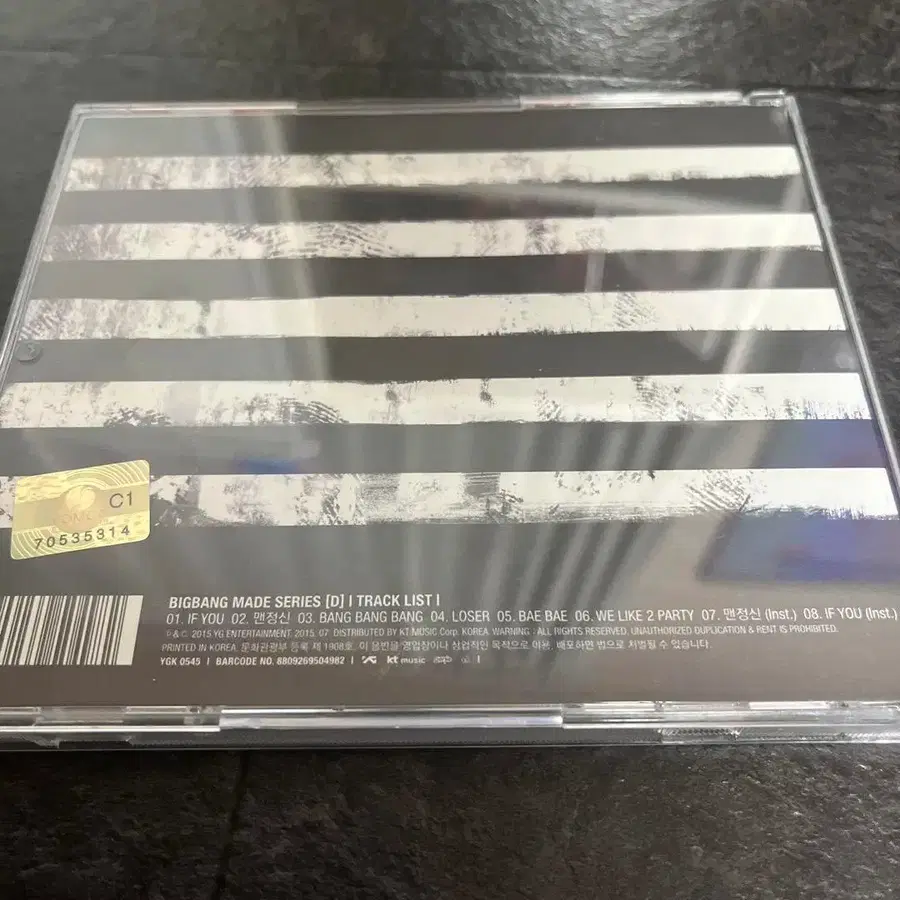 C1
70535314
BIGBANG MADE SERIES [D] I TRACK LIST I
01. IF YOU 02. 맨정신 03. BANG BANG BANG 04. LOSER 05. BAE BAE 06. WE LIKE 2 PARTY 07. 맨정신 (Inst.) 08. IF YOU (Inst.)
℗ & © 2015 YG ENTERTAINMENT. 2015. 07 DISTRIBUTED BY KT MUSIC Corp. KOREA WARNING : ALL RIGHTS RESERVED. UNAUTHORIZED DUPLICATION & RENT IS PROHIBITED.
PRINTED IN KOREA. 문화관광부 등록 제 1908호. 이 음반을 영업장이나 상업적인 목적으로 이용, 배포하면 법으로 처벌될 수 있습니다.
YGK 0545 I BARCODE NO. 8809269504982 I YG kt music I